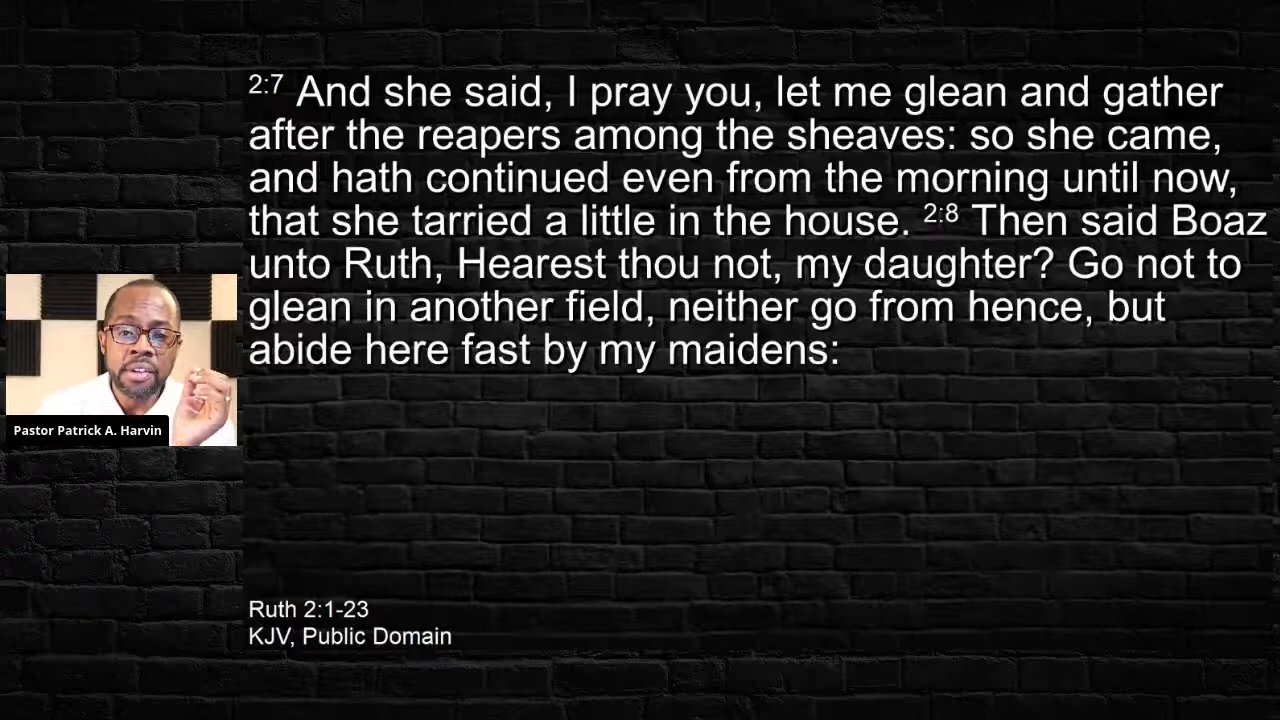 2:7 And she said, I pray you, let me glean and gather
after the reapers among the sheaves: so she came,
and hath continued even from the morning until now,
that she tarried a little in the house. 2:8 Then said Boaz
unto Ruth, Hearest thou not, my daughter? Go not to
glean in another field, neither go from hence, but
abide here fast by my maidens:
Pastor Patrick A. Harvin
Ruth 2:1-23
KJV, Public Domain